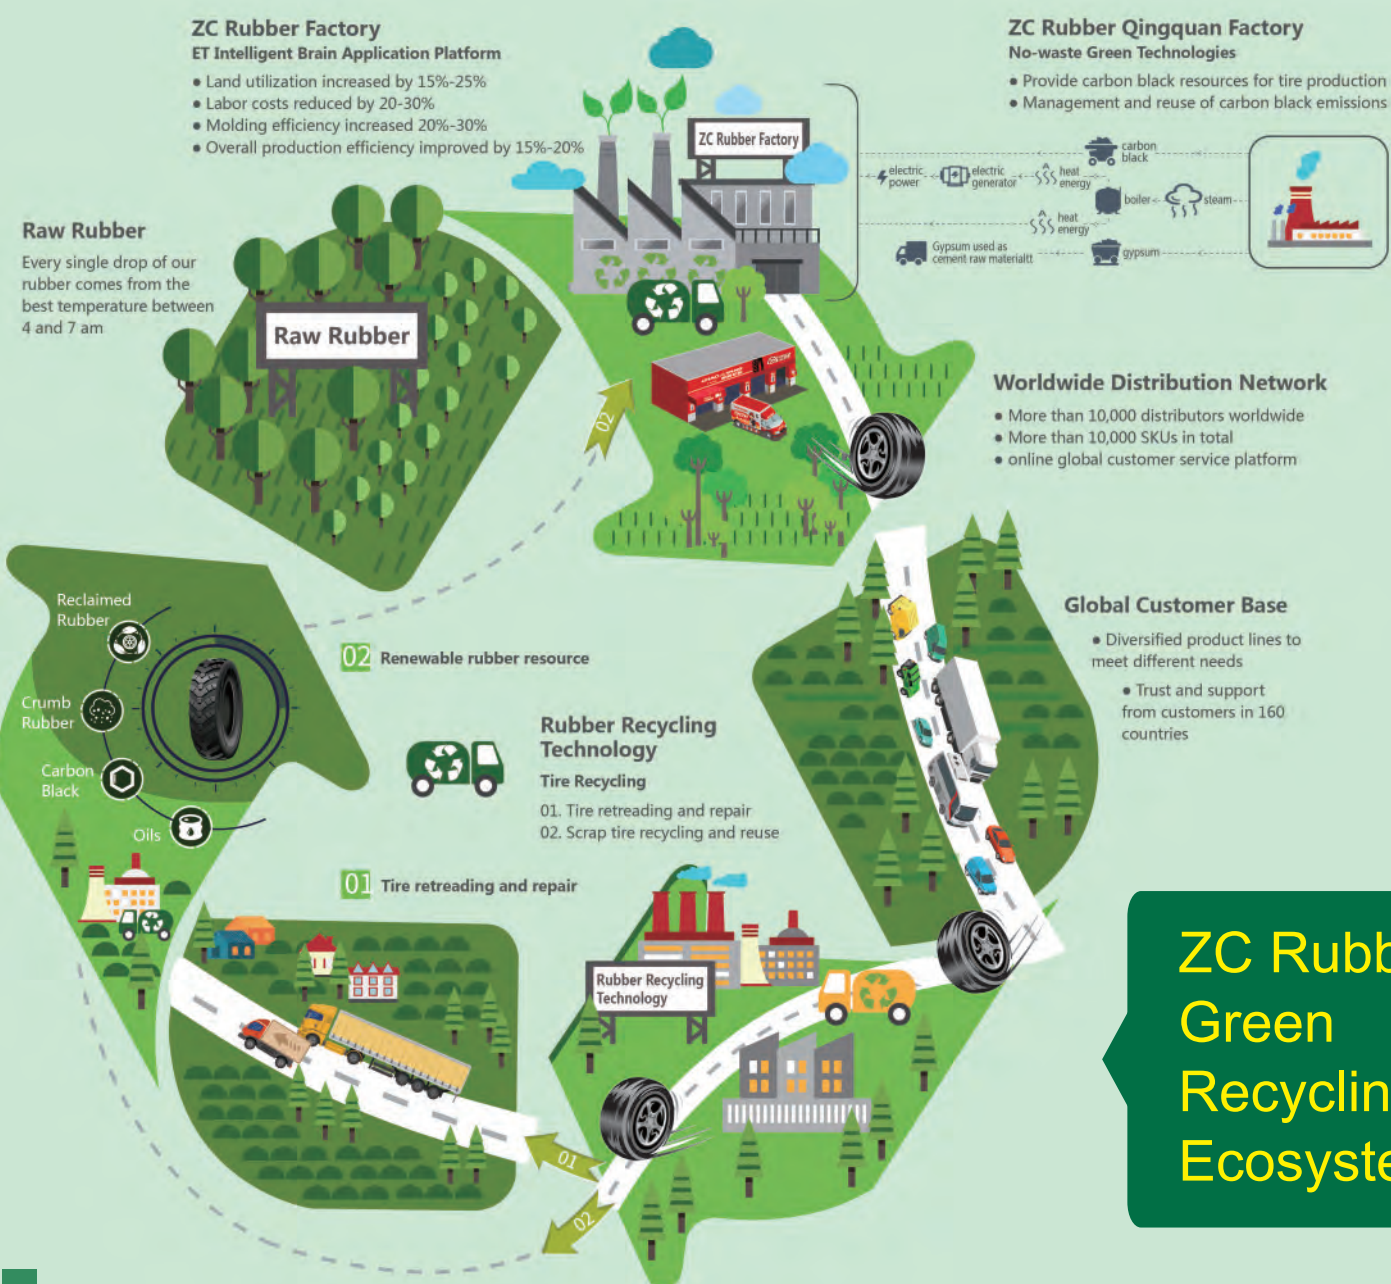 ZC Rubber Factory
ET Intelligent Brain Application Platform
● Land utilization increased by 15%-25%
● Labor costs reduced by 20-30%
● Molding efficiency increased 20%-30%
● Overall production efficiency improved by 15%-20%
ZC Rubber Factory
ZC Rubber Qingquan Factory
No-waste Green Technologies
● Provide carbon black resources for tire production
● Management and reuse of carbon black emissions
carbon
black
electric
power
electric
generator
heat
energy
boiler
steam
heat
energy
Gypsum used as
cement raw materialtt
gypsum
Raw Rubber
Every single drop of our
rubber comes from the
best temperature between
4 and 7 am
Raw Rubber
02
Worldwide Distribution Network
● More than 10,000 distributors worldwide
● More than 10,000 SKUs in total
● online global customer service platform
Global Customer Base
● Diversified product lines to
meet different needs
● Trust and support
from customers in 160
countries
Reclaimed
Rubber
Crumb
Rubber
Carbon
Black
Oils
02 Renewable rubber resource
Rubber Recycling
Technology
Tire Recycling
01. Tire retreading and repair
02. Scrap tire recycling and reuse
01 Tire retreading and repair
Rubber Recycling
Technology
01
02
ZC Rubb
Green
Recyclin
Ecosyste